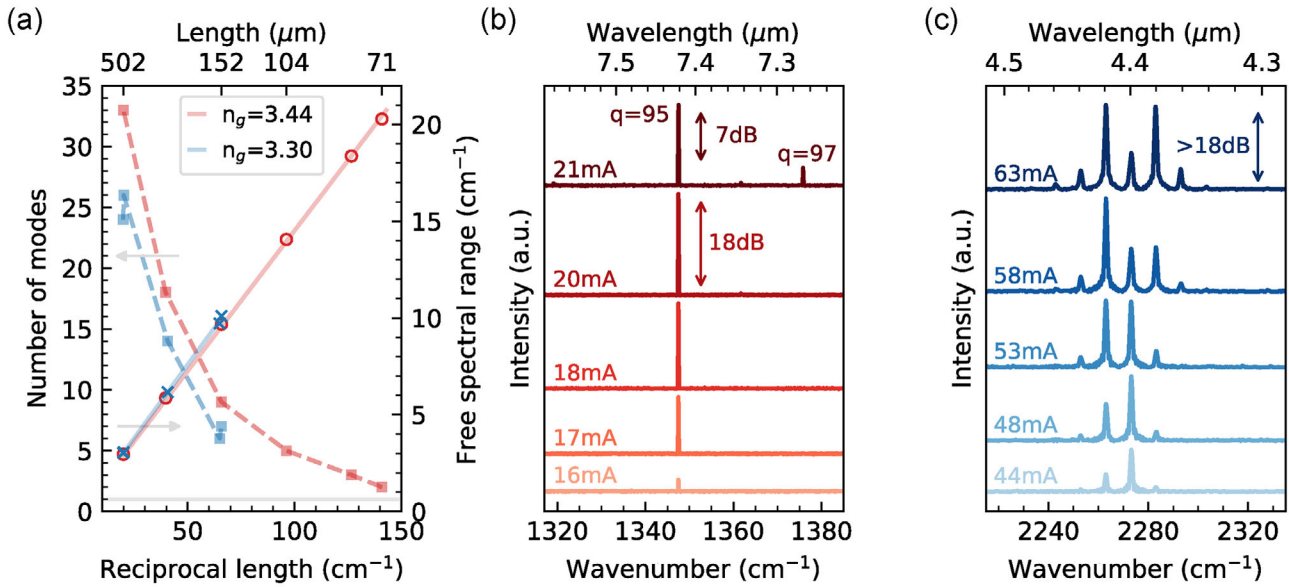 (a)
Length (μm)
502 152 104 71
35
30
25
20
15
10
5
0
Number of modes
n_g=3.44
n_g=3.30
20
15
10
5
0
Free spectral range (cm⁻¹)
50 100 150
Reciprocal length (cm⁻¹)
(b)
Wavelength (μm)
7.5 7.4 7.3
q=95
7dB
q=97
21mA
18dB
20mA
18mA
17mA
16mA
Intensity (a.u.)
1320 1340 1360 1380
Wavenumber (cm⁻¹)
(c)
Wavelength (μm)
4.5 4.4 4.3
>18dB
63mA
58mA
53mA
48mA
44mA
Intensity (a.u.)
2240 2280 2320
Wavenumber (cm⁻¹)